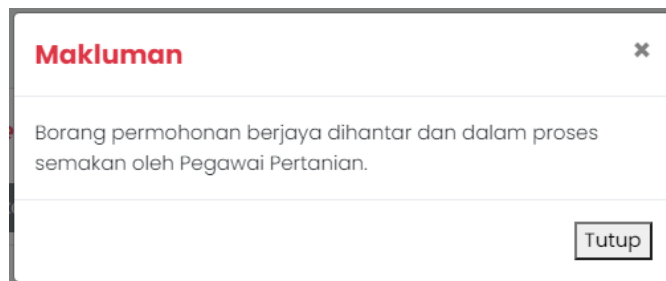 Makluman
Borang permohonan berjaya dihantar dan dalam proses
semakan oleh Pegawai Pertanian.
Tutup